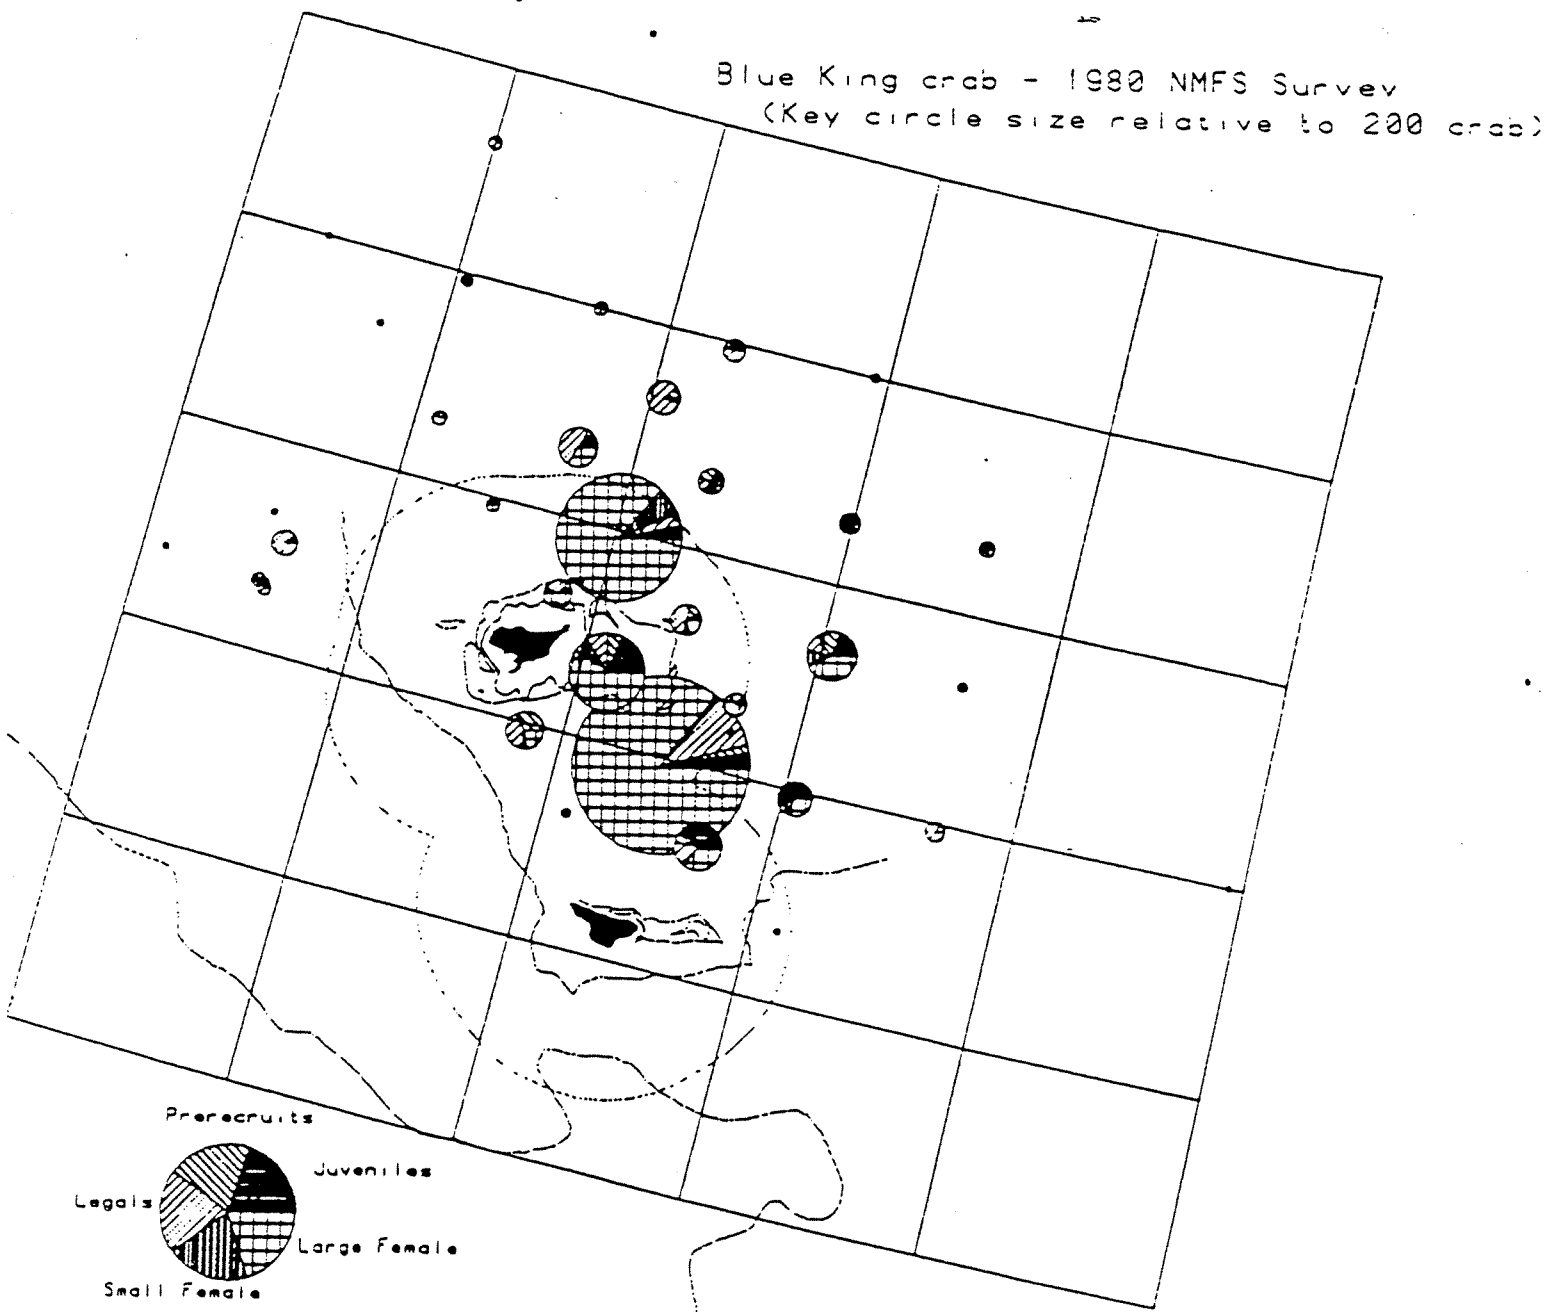 Blue King crab - 1980 NMFS Survey
(Key circle size relative to 200 crab)
Prerecruits
Juveniles
Legals
Large Female
Small Female